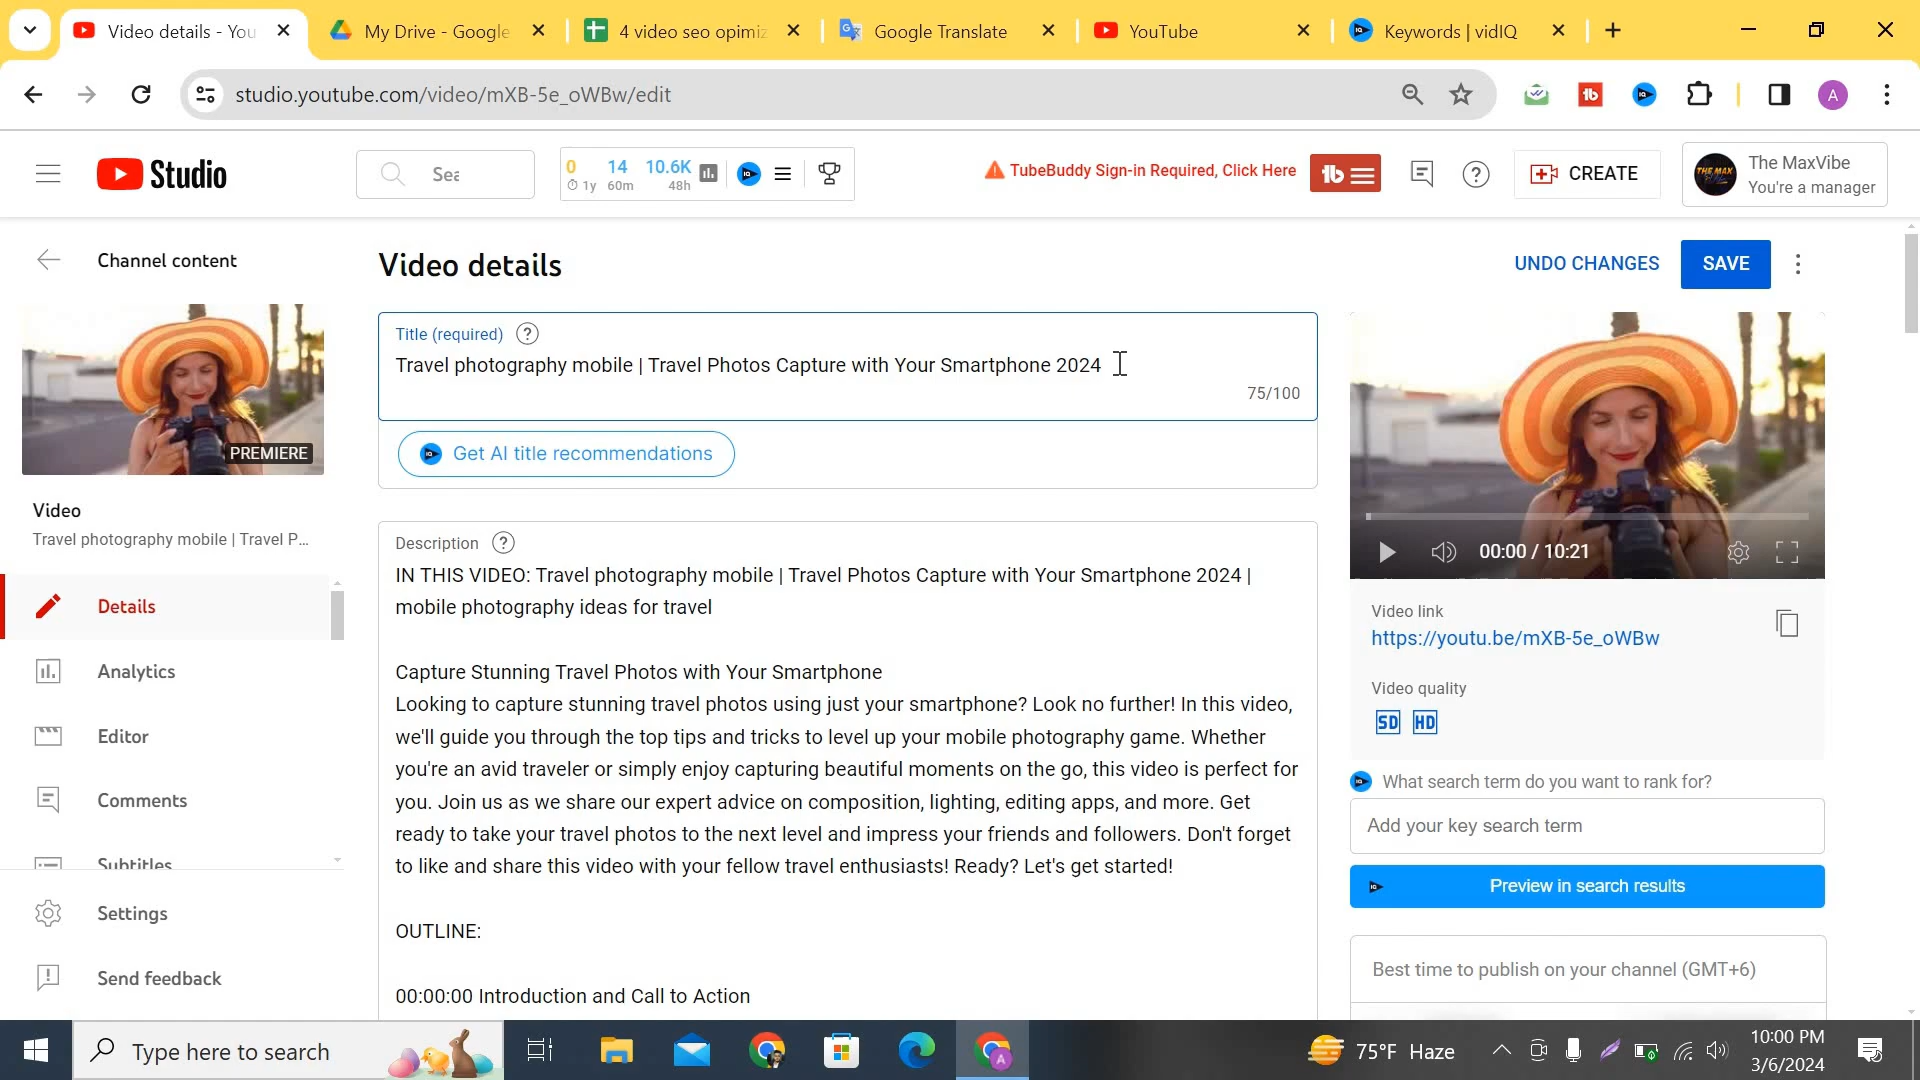 Video details - You
My Drive - Google
4 video seo opimiz
Google Translate
YouTube
Keywords | vidIQ
studio.youtube.com/video/mXB-5e_oWBw/edit
A
Studio
Sea
0 14 10.6K
1y 60m 48h
TubeBuddy Sign-in Required, Click Here
CREATE
The MaxVibe
You're a manager
THE MAX
Channel content
Video details
UNDO CHANGES
SAVE
PREMIERE
Title (required)
Travel photography mobile | Travel Photos Capture with Your Smartphone 2024
75/100
Get AI title recommendations
Video
Travel photography mobile | Travel P...
Description
IN THIS VIDEO: Travel photography mobile | Travel Photos Capture with Your Smartphone 2024 |
mobile photography ideas for travel
Capture Stunning Travel Photos with Your Smartphone
Looking to capture stunning travel photos using just your smartphone? Look no further! In this video,
we'll guide you through the top tips and tricks to level up your mobile photography game. Whether
you're an avid traveler or simply enjoy capturing beautiful moments on the go, this video is perfect for
you. Join us as we share our expert advice on composition, lighting, editing apps, and more. Get
ready to take your travel photos to the next level and impress your friends and followers. Don't forget
to like and share this video with your fellow travel enthusiasts! Ready? Let's get started!
OUTLINE:
00:00:00 Introduction and Call to Action
Details
Analytics
Editor
Comments
Subtitles
Settings
Send feedback
00:00 / 10:21
Video link
https://youtu.be/mXB-5e_oWBw
Video quality
SD HD
What search term do you want to rank for?
Add your key search term
Preview in search results
Best time to publish on your channel (GMT+6)
Type here to search
75°F Haze
10:00 PM
3/6/2024